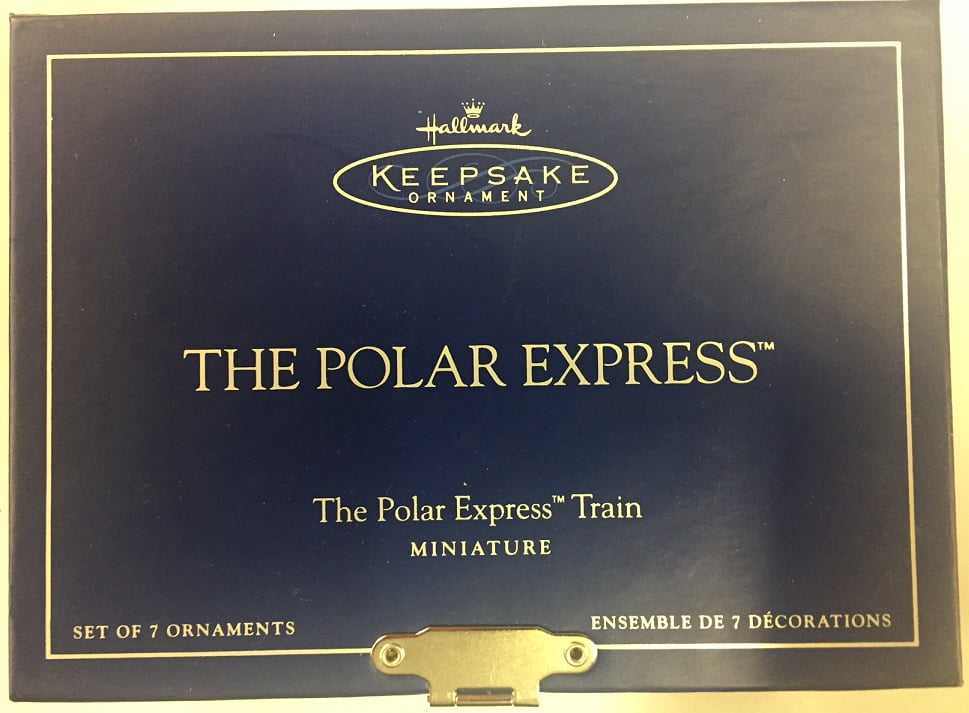 Hallmark
KEEPSAKE
ORNAMENT
THE POLAR EXPRESS™
The Polar Express™ Train
MINIATURE
SET OF 7 ORNAMENTS
ENSEMBLE DE 7 DÉCORATIONS